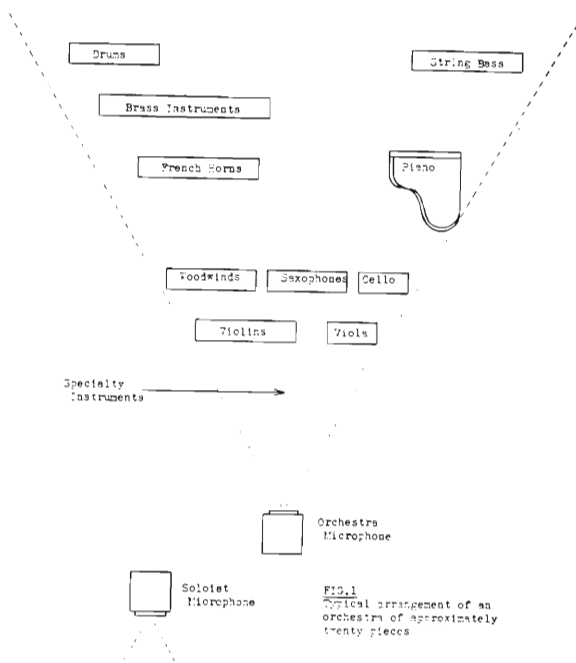 Drums
String Bass
Brass Instruments
French Horns
Piano
Woodwinds
Saxophones
Cello
Violins
Viola
Specialty
Instruments
Orchestra
Microphone
Soloist
Microphone
FIG.1
Typical arrangement of an
orchestra of approximately
twenty pieces